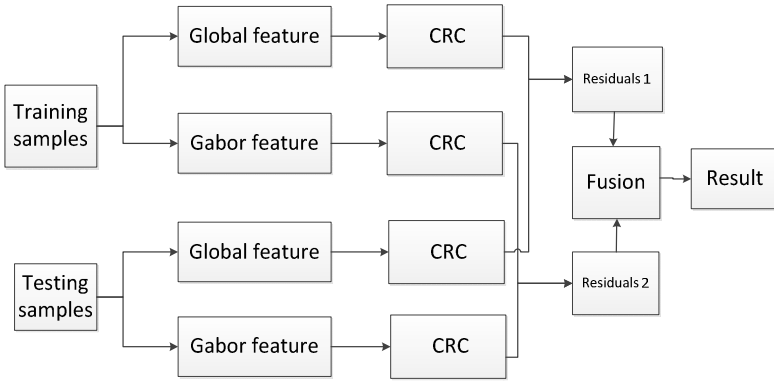 Global feature
CRC
Residuals 1
Training
samples
Gabor feature
CRC
Fusion
Result
Global feature
CRC
Residuals 2
Testing
samples
Gabor feature
CRC